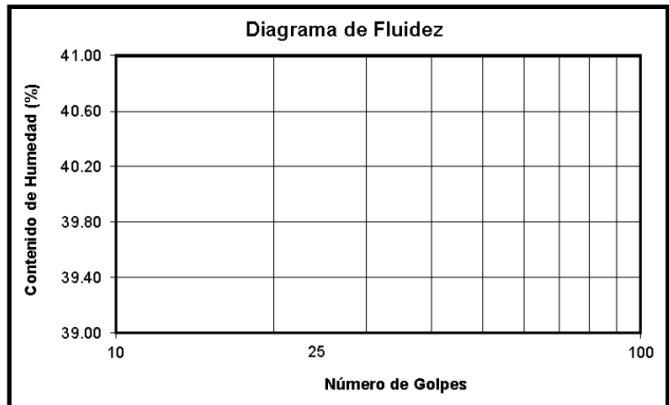 Diagrama de Fluidez
Contenido de Humedad (%)
41.00
40.60
40.20
39.80
39.40
39.00
10 25 100
Número de Golpes